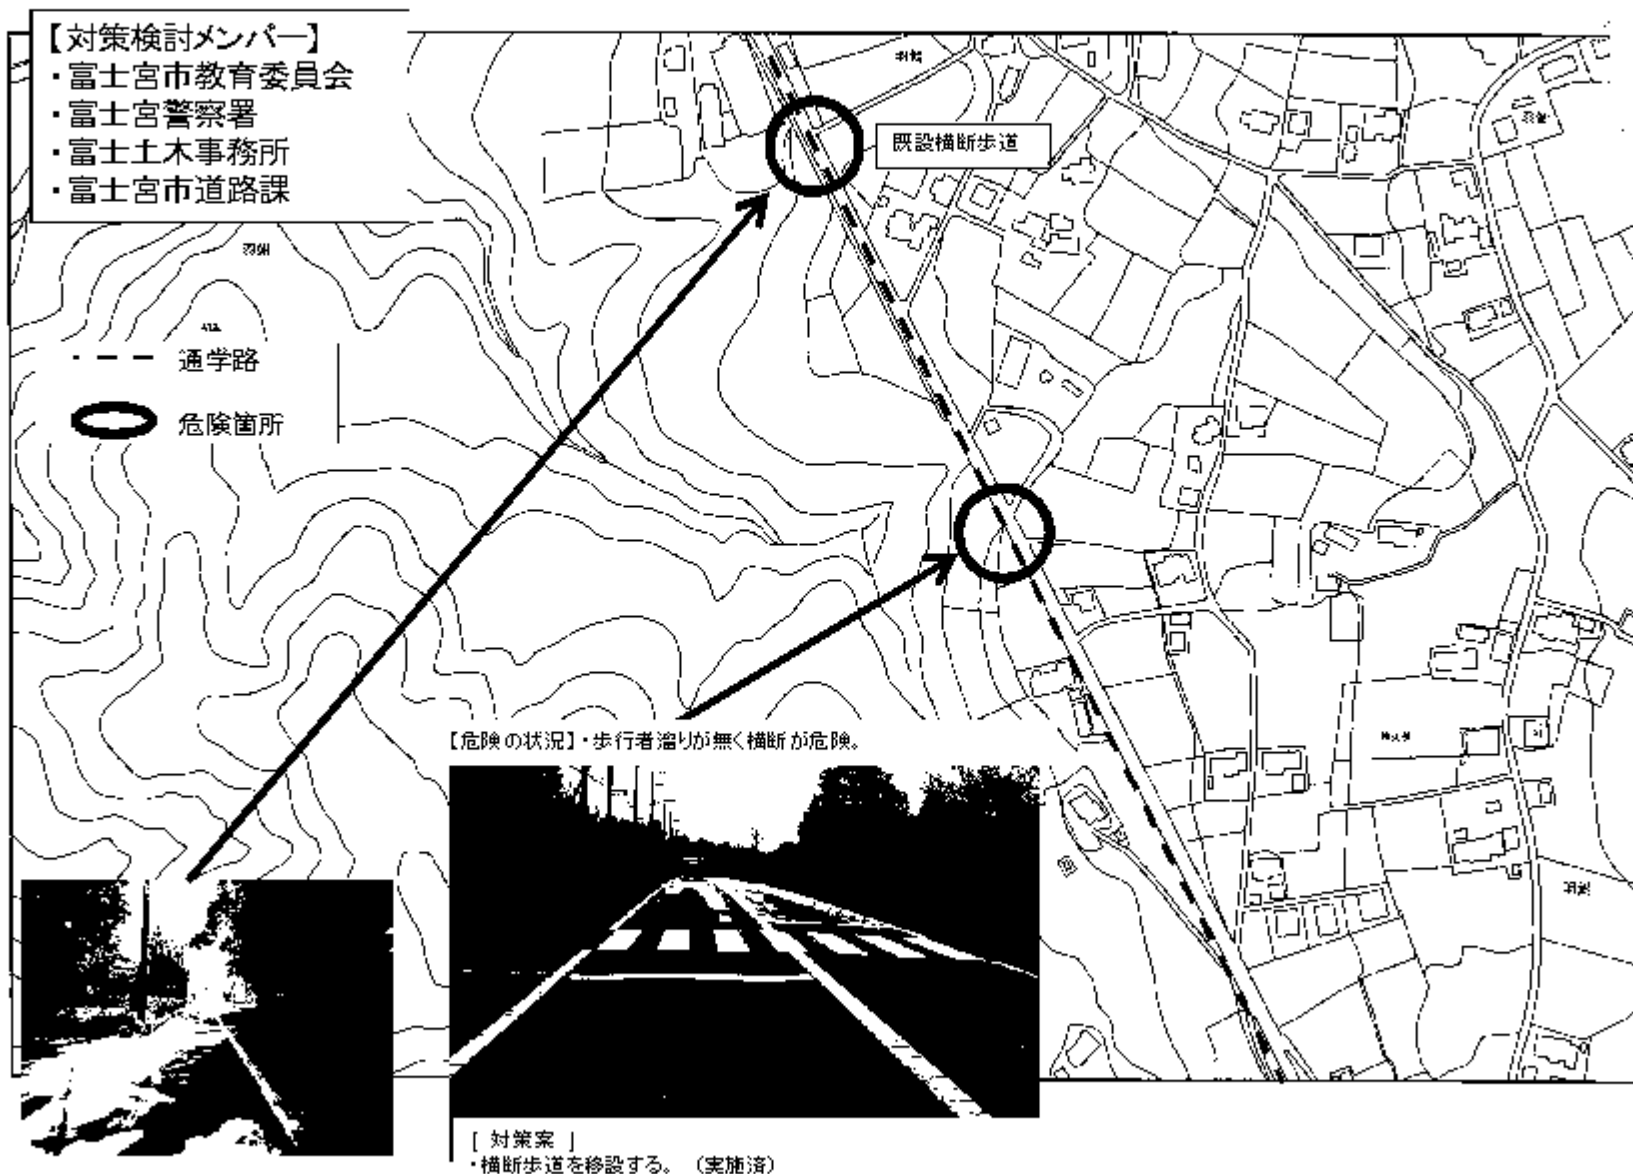 【対策検討メンバー】
・富士宮市教育委員会
・富士宮警察署
・富士土木事務所
・富士宮市道路課
既設横断歩道
通学路
危険箇所
【危険の状況】・歩行者溜りが無く横断が危険。
[ 対策案 ]
・横断歩道を移設する。 （実施済）